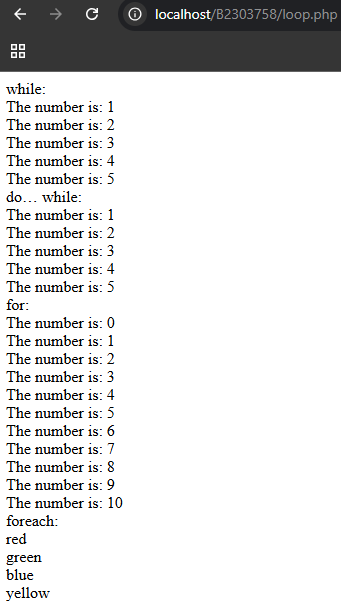 localhost/B2303758/loop.php
while:
The number is: 1
The number is: 2
The number is: 3
The number is: 4
The number is: 5
do… while:
The number is: 1
The number is: 2
The number is: 3
The number is: 4
The number is: 5
for:
The number is: 0
The number is: 1
The number is: 2
The number is: 3
The number is: 4
The number is: 5
The number is: 6
The number is: 7
The number is: 8
The number is: 9
The number is: 10
foreach:
red
green
blue
yellow